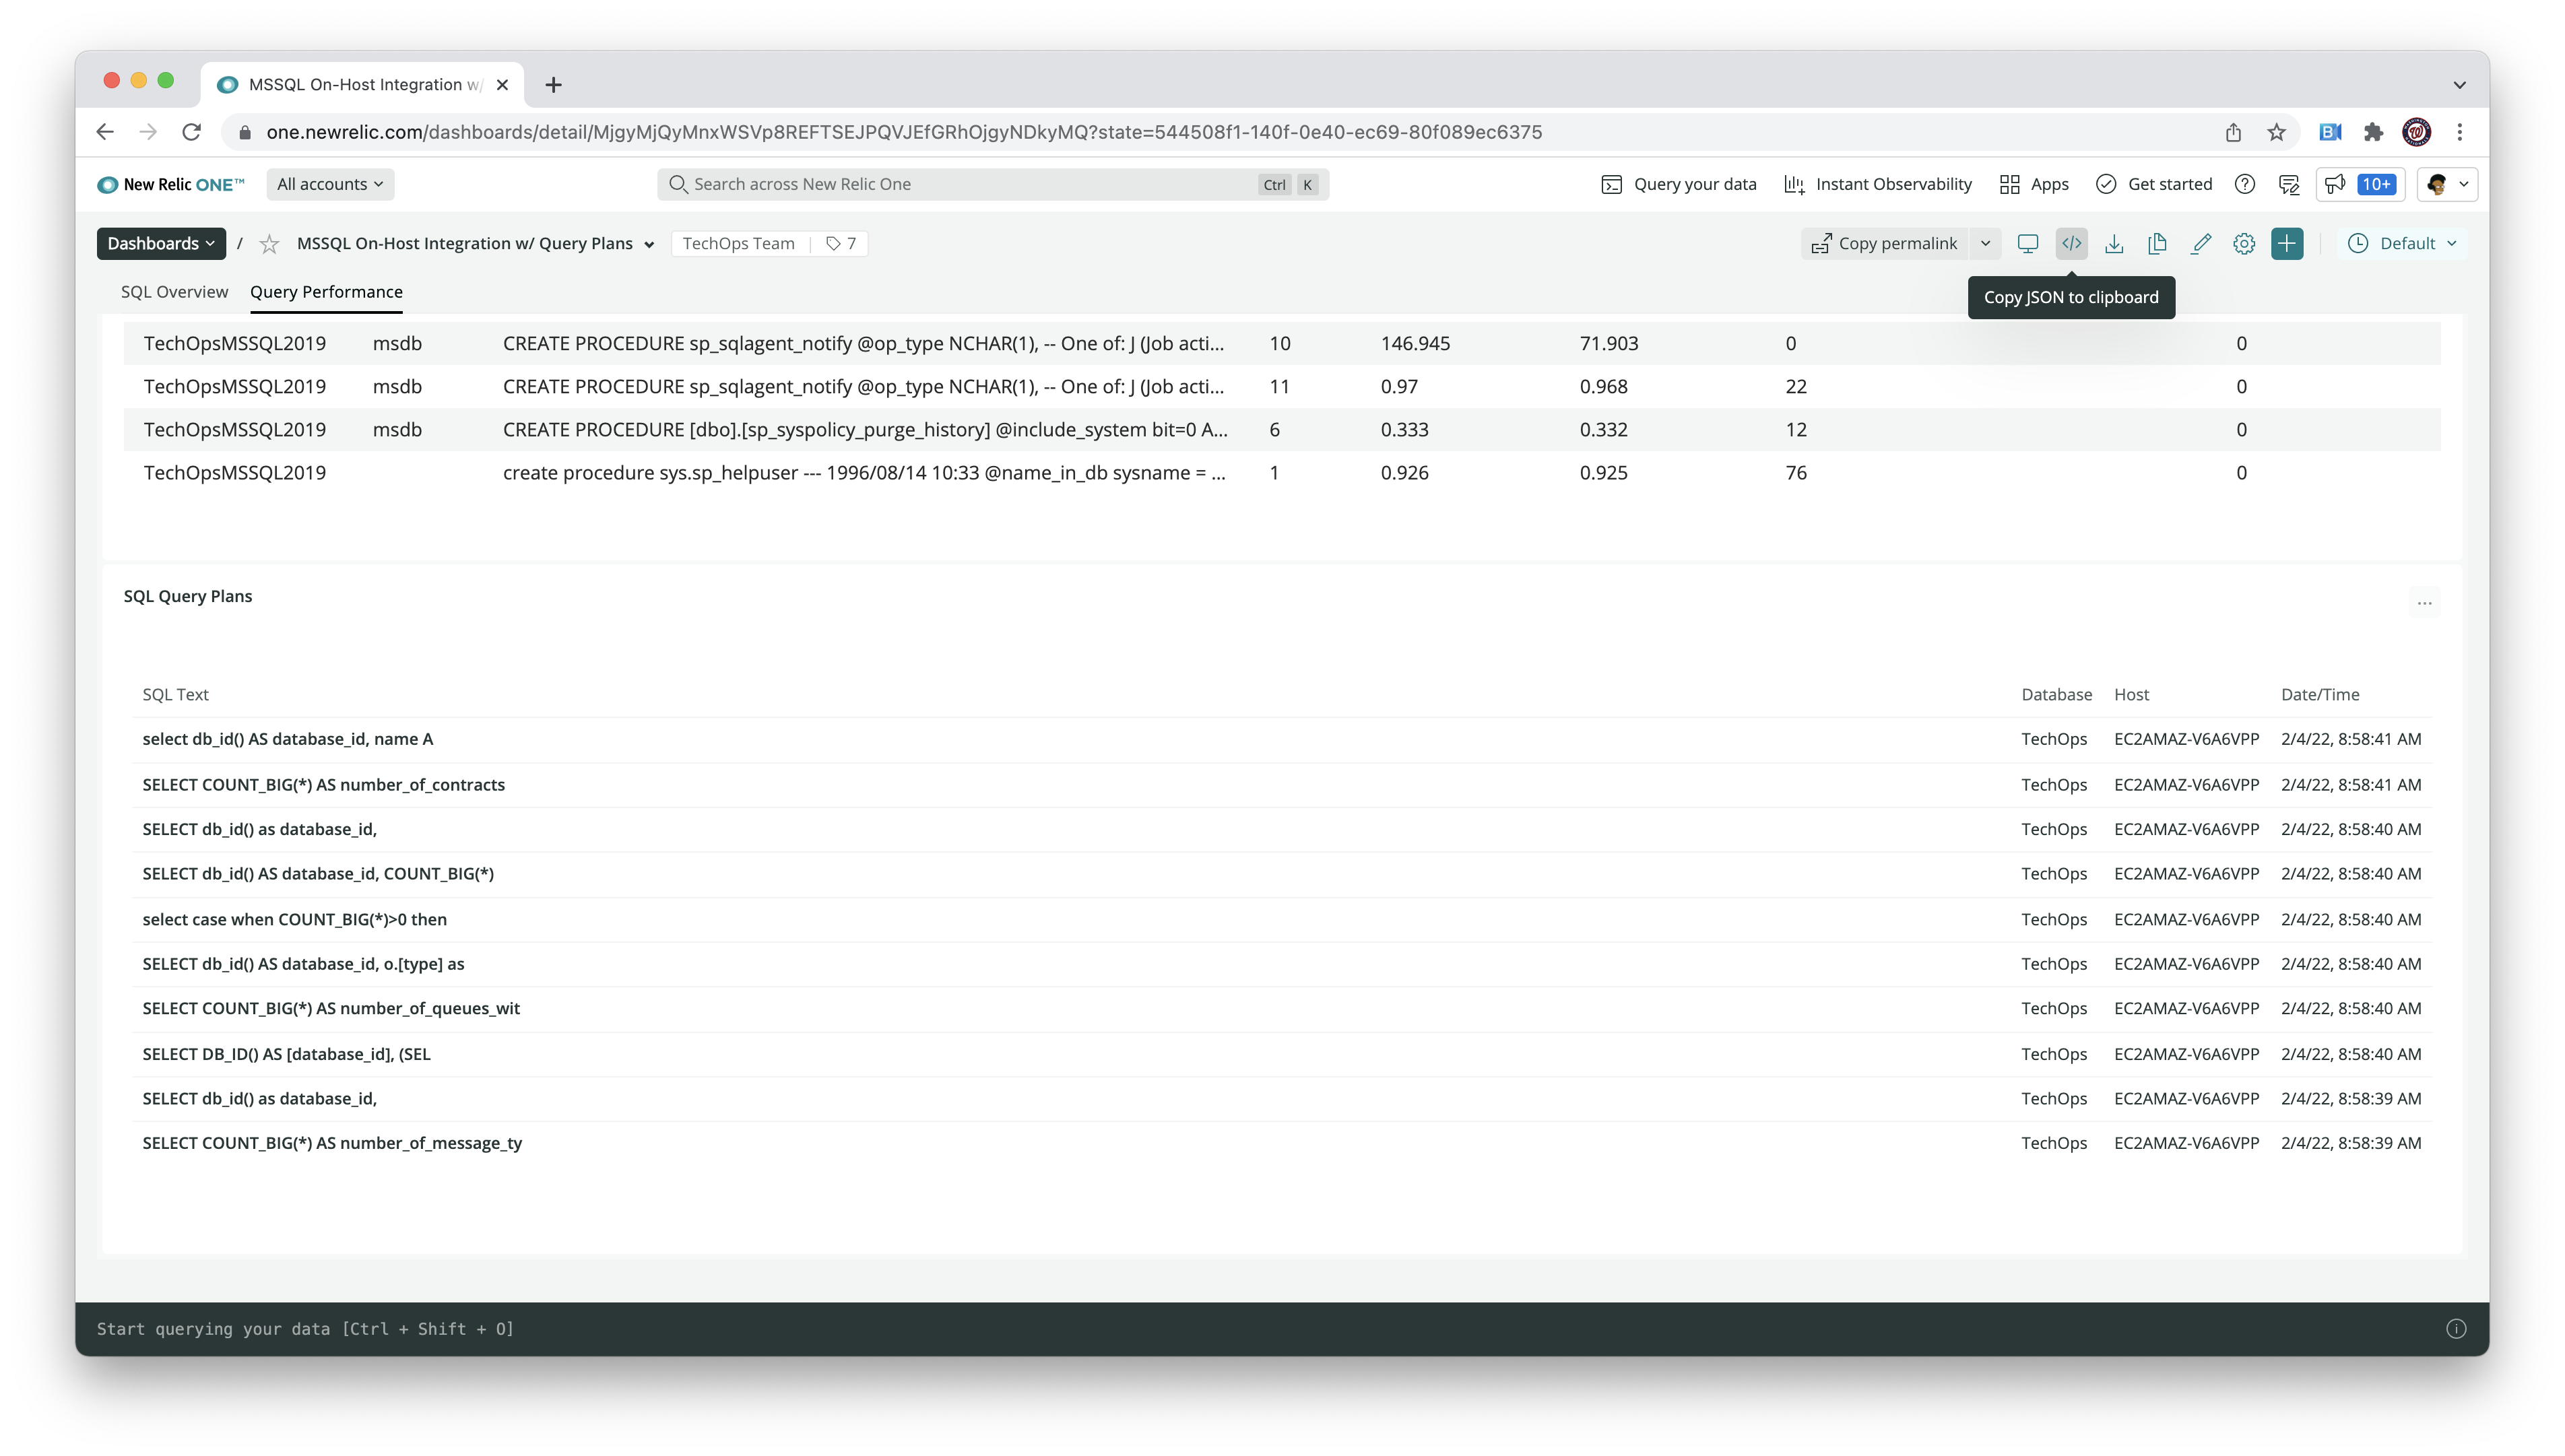 MSSQL On-Host Integration w/
one.newrelic.com/dashboards/detail/MjgyMjQyMnxWSVp8REFTSEJPQVJEfGRhOjgyNDkyMQ?state=544508f1-140f-0e40-ec69-80f089ec6375
New Relic ONE™ All accounts Search across New Relic One Ctrl K Query your data Instant Observability Apps Get started 10+
Dashboards / MSSQL On-Host Integration w/ Query Plans TechOps Team 7 Copy permalink Default
SQL Overview Query Performance
Copy JSON to clipboard
TechOpsMSSQL2019 msdb CREATE PROCEDURE sp_sqlagent_notify @op_type NCHAR(1), -- One of: J (Job acti... 10 146.945 71.903 0 0
TechOpsMSSQL2019 msdb CREATE PROCEDURE sp_sqlagent_notify @op_type NCHAR(1), -- One of: J (Job acti... 11 0.97 0.968 22 0
TechOpsMSSQL2019 msdb CREATE PROCEDURE [dbo].[sp_syspolicy_purge_history] @include_system bit=0 A... 6 0.333 0.332 12 0
TechOpsMSSQL2019 create procedure sys.sp_helpuser --- 1996/08/14 10:33 @name_in_db sysname = ... 1 0.926 0.925 76 0
SQL Query Plans
...
SQL Text Database Host Date/Time
select db_id() AS database_id, name A TechOps EC2AMAZ-V6A6VPP 2/4/22, 8:58:41 AM
SELECT COUNT_BIG(*) AS number_of_contracts TechOps EC2AMAZ-V6A6VPP 2/4/22, 8:58:41 AM
SELECT db_id() as database_id, TechOps EC2AMAZ-V6A6VPP 2/4/22, 8:58:40 AM
SELECT db_id() AS database_id, COUNT_BIG(*) TechOps EC2AMAZ-V6A6VPP 2/4/22, 8:58:40 AM
select case when COUNT_BIG(*)>0 then TechOps EC2AMAZ-V6A6VPP 2/4/22, 8:58:40 AM
SELECT db_id() AS database_id, o.[type] as TechOps EC2AMAZ-V6A6VPP 2/4/22, 8:58:40 AM
SELECT COUNT_BIG(*) AS number_of_queues_wit TechOps EC2AMAZ-V6A6VPP 2/4/22, 8:58:40 AM
SELECT DB_ID() AS [database_id], (SEL TechOps EC2AMAZ-V6A6VPP 2/4/22, 8:58:40 AM
SELECT db_id() as database_id, TechOps EC2AMAZ-V6A6VPP 2/4/22, 8:58:39 AM
SELECT COUNT_BIG(*) AS number_of_message_ty TechOps EC2AMAZ-V6A6VPP 2/4/22, 8:58:39 AM
Start querying your data [Ctrl + Shift + O]